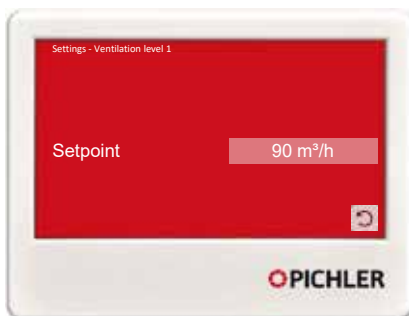 Settings - Ventilation level 1
Setpoint 90 m³/h
PICHLER